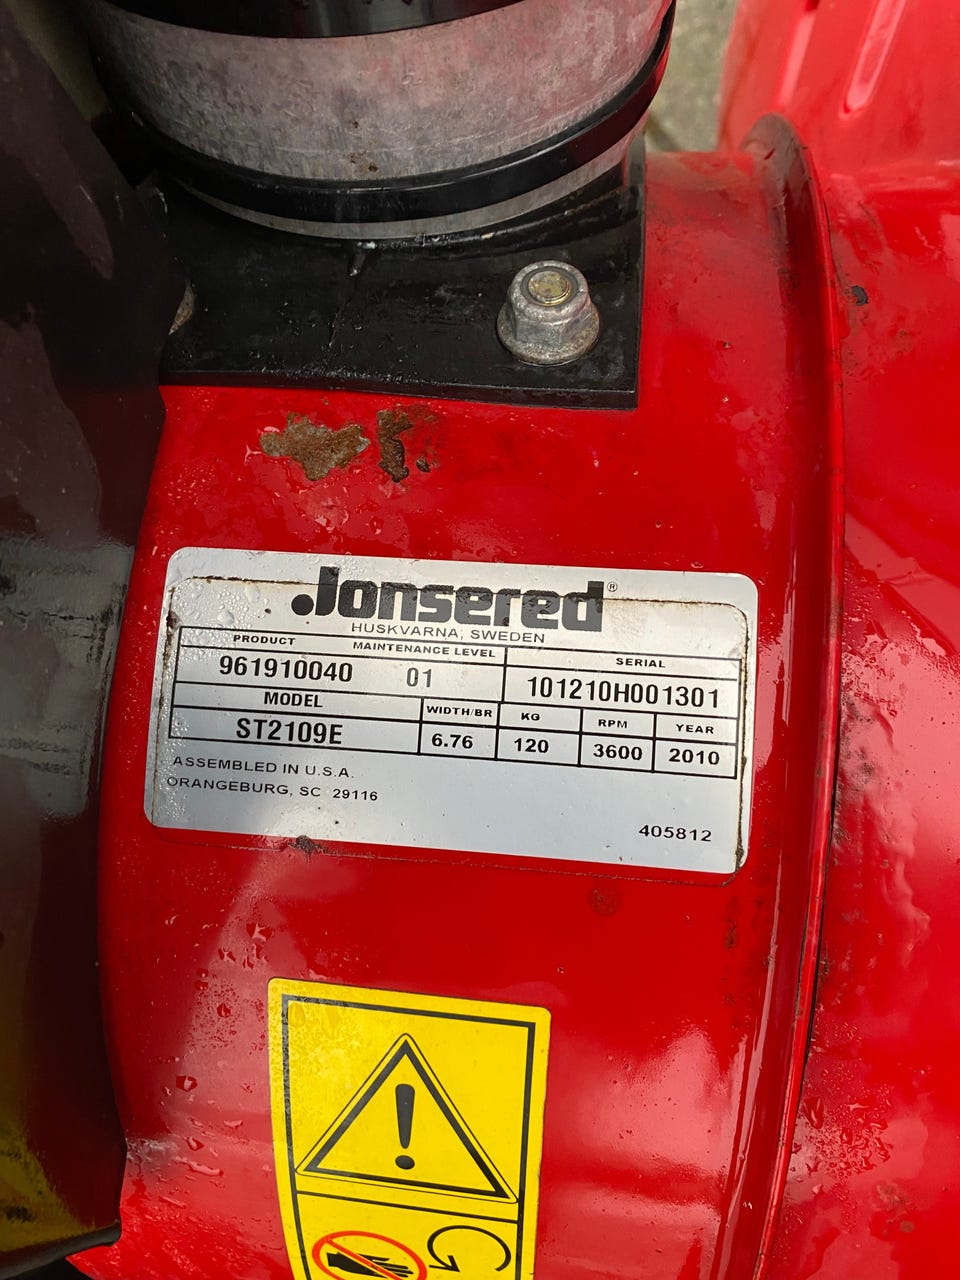 Jonsered®
HUSKVARNA, SWEDEN
PRODUCT MAINTENANCE LEVEL SERIAL
961910040 01 101210H001301
MODEL WIDTH/BR KG RPM YEAR
ST2109E 6.76 120 3600 2010
ASSEMBLED IN U.S.A.
ORANGEBURG, SC 29116
405812